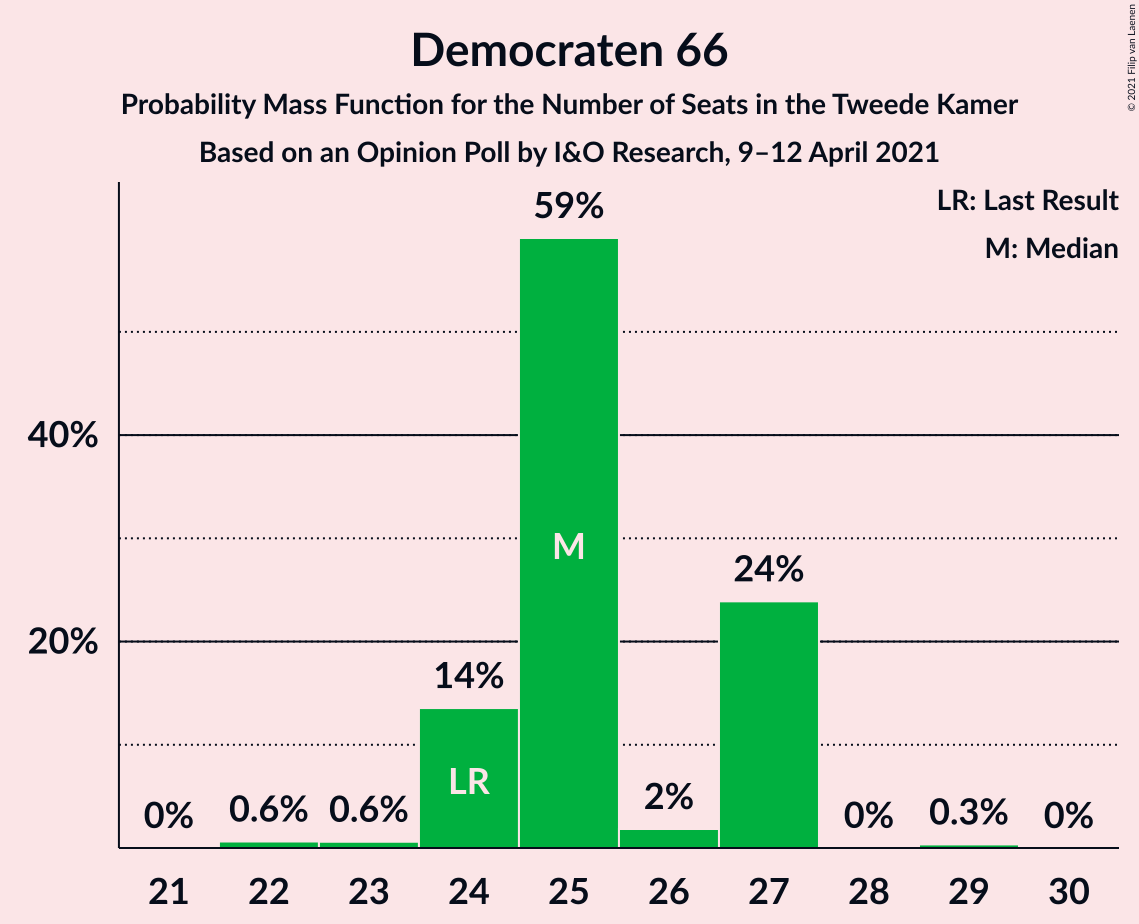 Democraten 66
Probability Mass Function for the Number of Seats in the Tweede Kamer
Based on an Opinion Poll by I&O Research, 9–12 April 2021
© 2021 Filip van Laenen
LR: Last Result
M: Median
59%
40%
M
24%
20%
14%
LR
0%
0.6%
0.6%
2%
0%
0.3%
0%
21 22 23 24 25 26 27 28 29 30